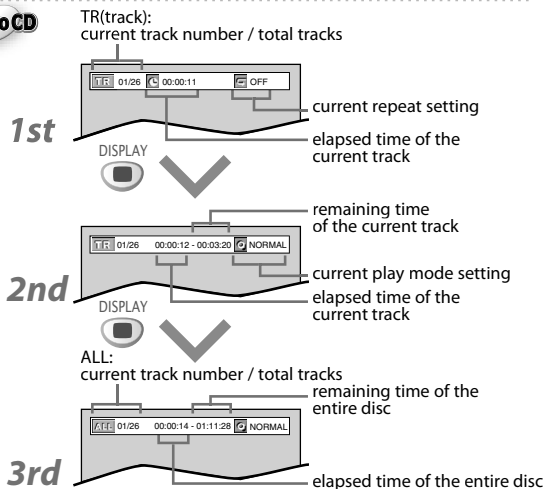 oCD
TR(track):
current track number / total tracks
TR 01/26 00:00:11 OFF
current repeat setting
1st
elapsed time of the
current track
DISPLAY
remaining time
of the current track
TR 01/26 00:00:12 - 00:03:20 NORMAL
current play mode setting
2nd
elapsed time of the
current track
DISPLAY
ALL:
current track number / total tracks
remaining time of the
entire disc
ALL 01/26 00:00:14 - 01:11:28 NORMAL
3rd
elapsed time of the entire disc